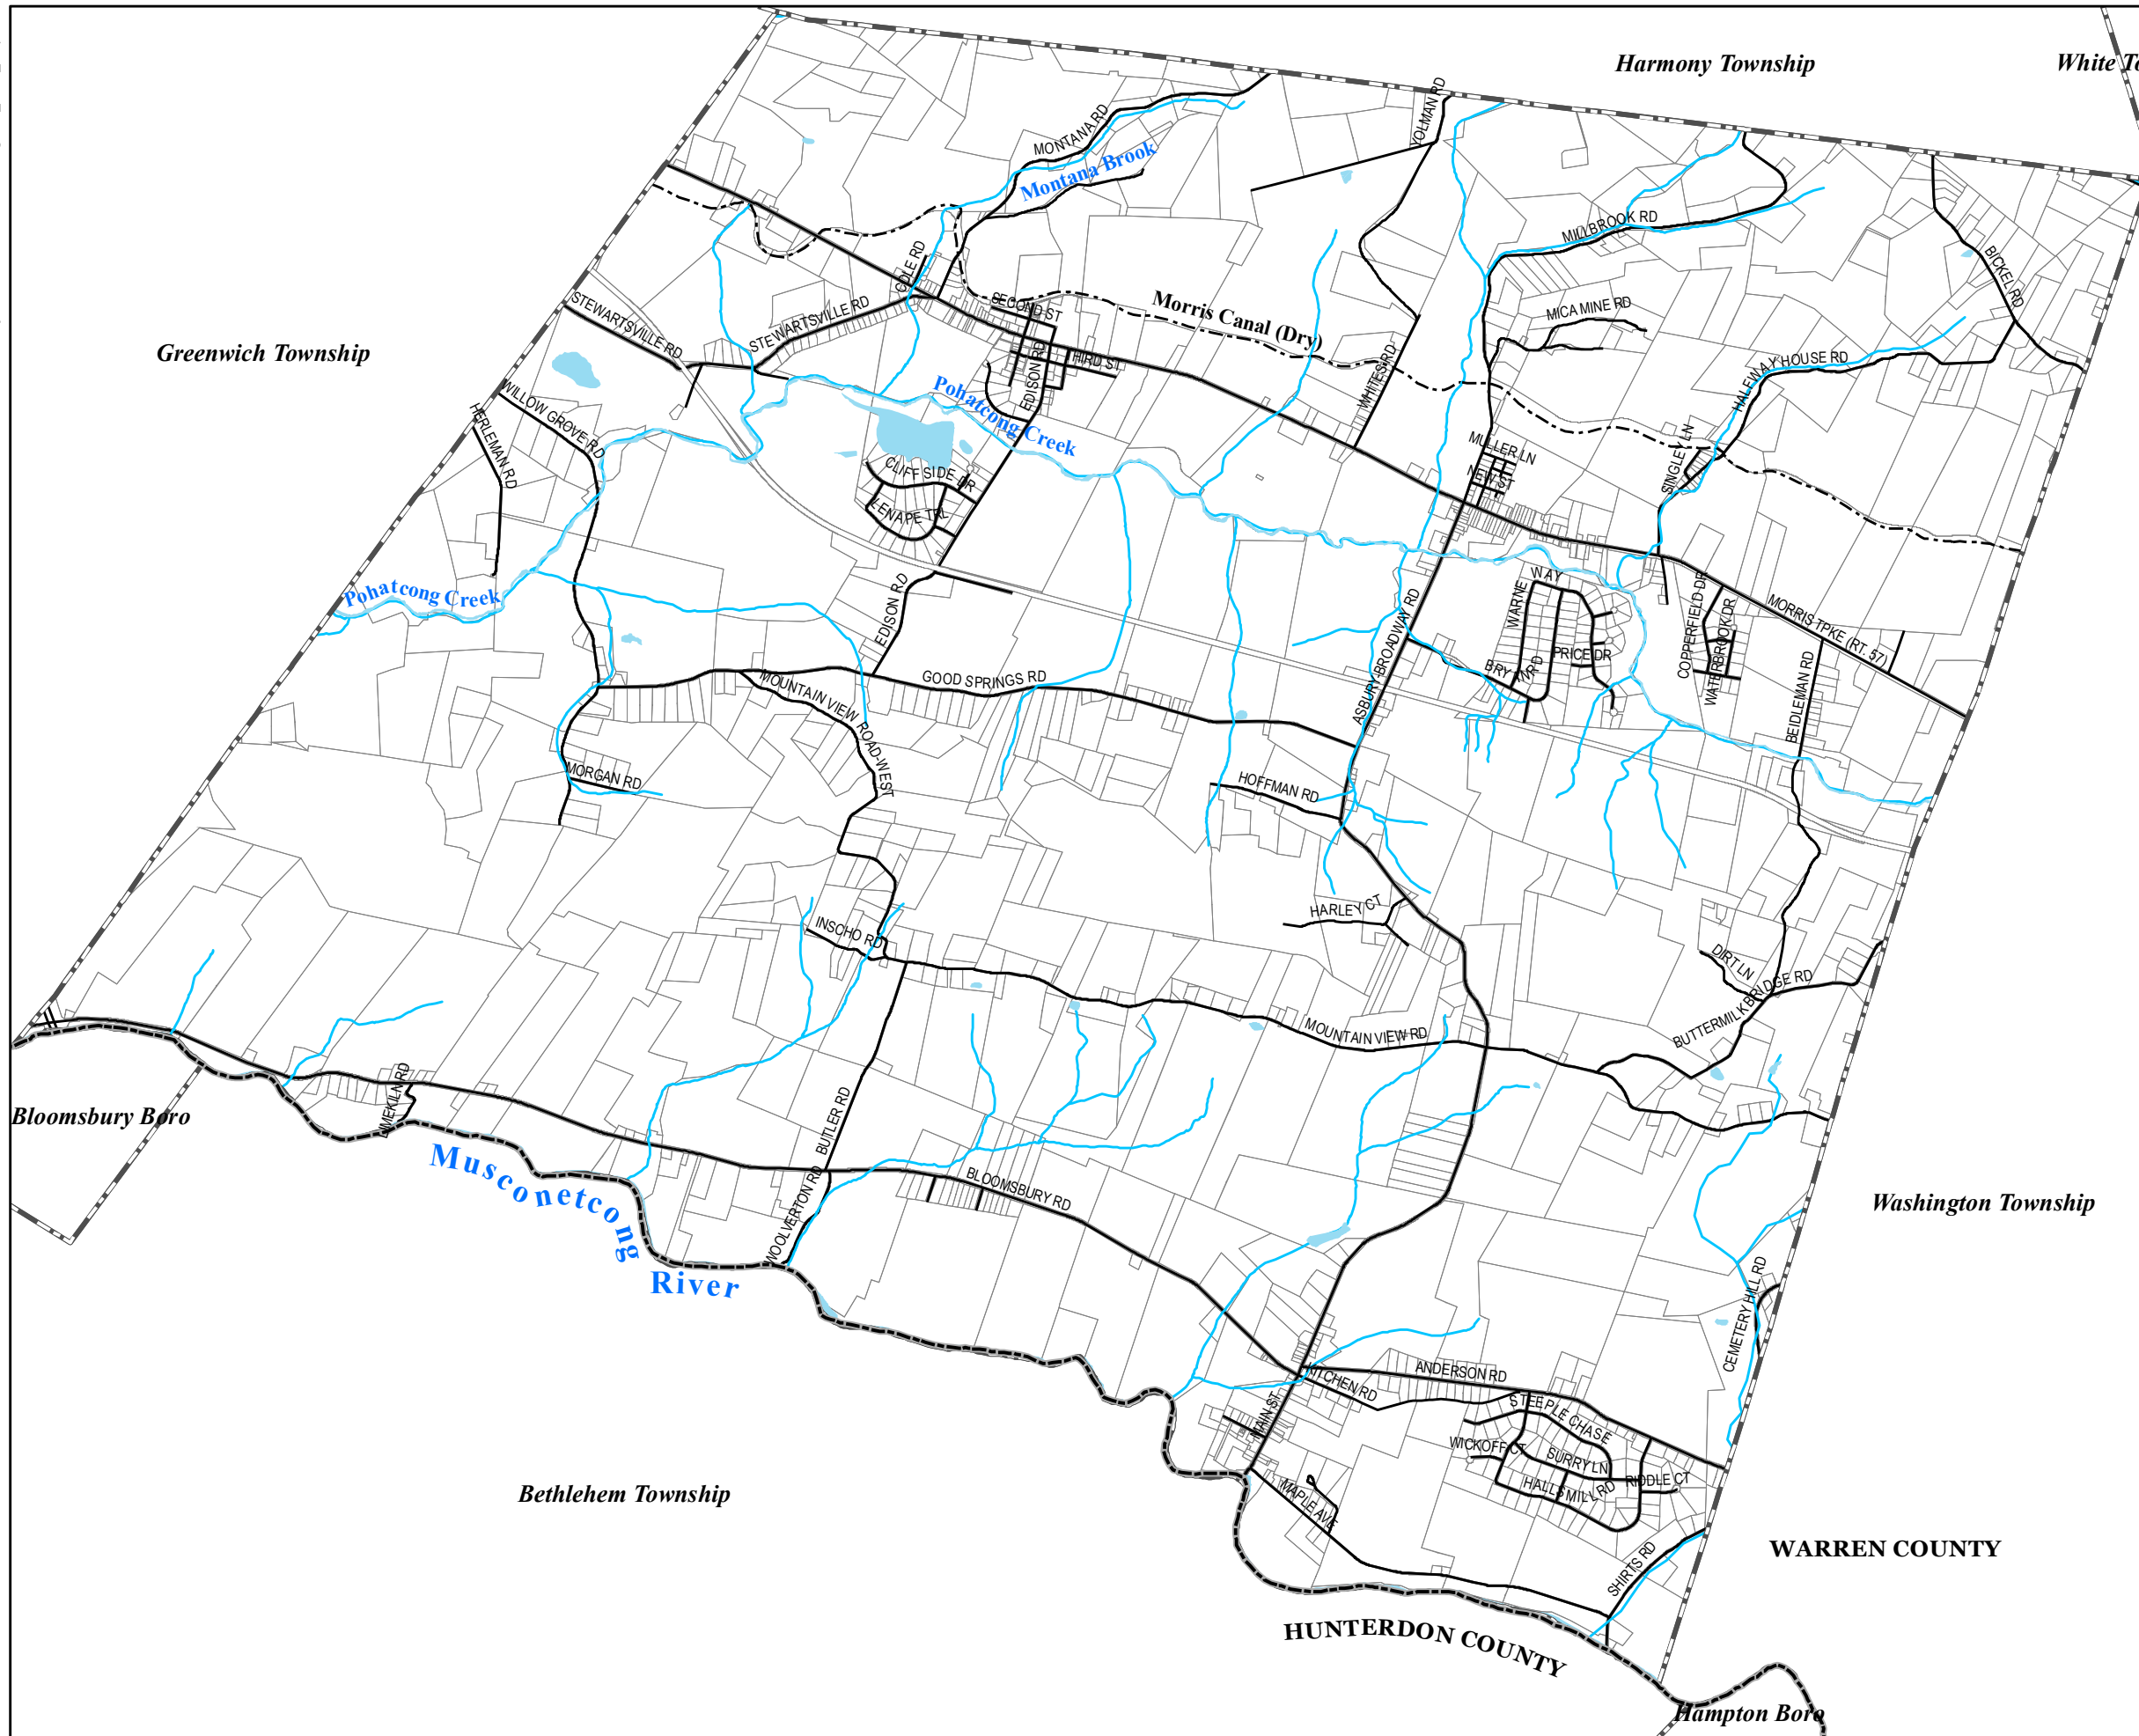 Harmony Township
White To
YOLMAN RD
MONTANA RD
Montana Brook
MILLBROOK RD
BICKEL RD
COLE RD
SECOND ST
Morris Canal (Dry)
MICA MINE RD
STEWARTSVILLE RD
STEWARTSVILLE RD
Greenwich Township
HIRD ST
EDISON RD
WHITES RD
HALFWAY HOUSE RD
Pohatcong Creek
WILLOW GROVE RD
HERLEMAN RD
MULLER LN
NEW ST
SINGLEY LN
CLIFF SIDE DR
LENAPE TRL
Pohatcong Creek
EDISON RD
WARNE
WAY
COPPERFIELD DR
WATERBROOK DR
MORRIS TPKE (RT. 57)
ASBURY-BROADWAY RD
BRYAN RD
PRICE DR
BEIDLEMAN RD
GOOD SPRINGS RD
MOUNTAIN VIEW ROAD-WEST
MORGAN RD
HOFFMAN RD
HARLEY CT
INSCHO RD
DIRT LN
BUTTERMILK BRIDGE RD
MOUNTAIN VIEW RD
Bloomsbury Boro
LIMEKILN RD
BUTLER RD
Musconetcong
River
WOOLVERTON RD
BLOOMSBURY RD
Washington Township
CEMETERY HILL RD
ANDERSON RD
KITCHEN RD
MAIN ST
STEEPLE CHASE
WICKOFF CT
SURRY LN
RIDDLE CT
HALLS MILL RD
MAPLE AVE
Bethlehem Township
SHIRTS RD
WARREN COUNTY
HUNTERDON COUNTY
Hampton Boro